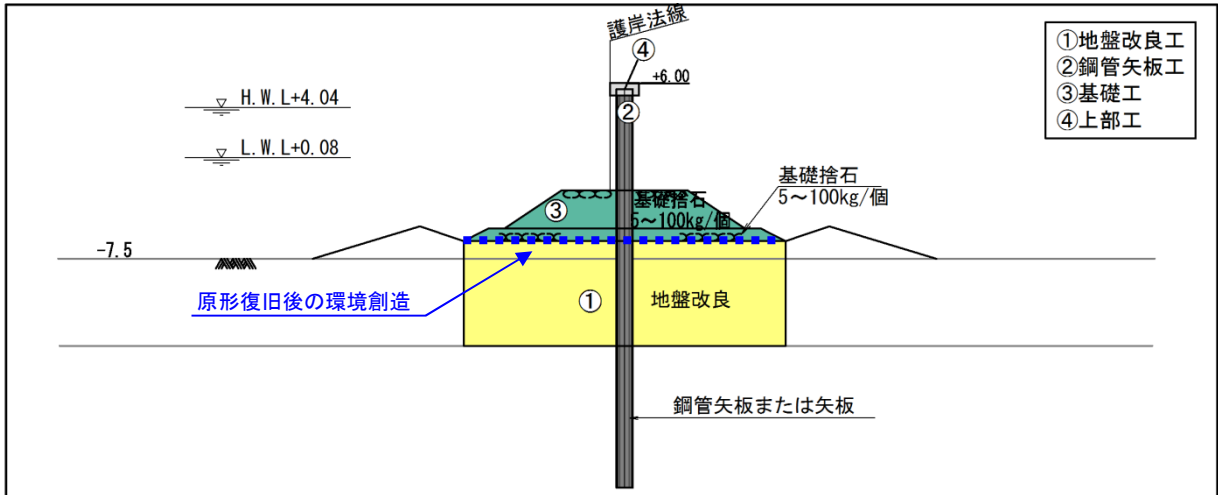 護岸法線
④
+6.00
②
①地盤改良工
②鋼管矢板工
③基礎工
④上部工
H.W.L+4.04
L.W.L+0.08
基礎捨石
5～100kg/個
③
基礎捨石
5～100kg/個
-7.5
原形復旧後の環境創造
①
地盤改良
鋼管矢板または矢板